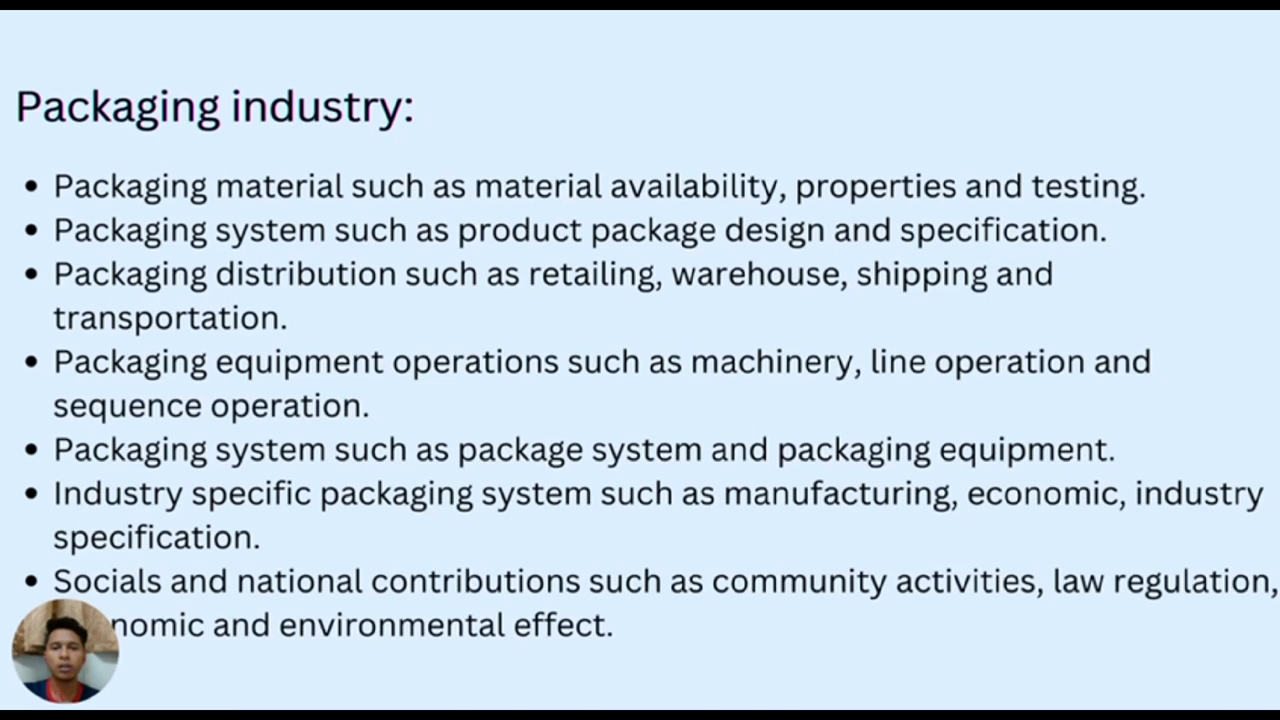 Packaging industry:
• Packaging material such as material availability, properties and testing.
• Packaging system such as product package design and specification.
• Packaging distribution such as retailing, warehouse, shipping and
transportation.
• Packaging equipment operations such as machinery, line operation and
sequence operation.
• Packaging system such as package system and packaging equipment.
• Industry specific packaging system such as manufacturing, economic, industry
specification.
• Socials and national contributions such as community activities, law regulation,
and environmental effect.